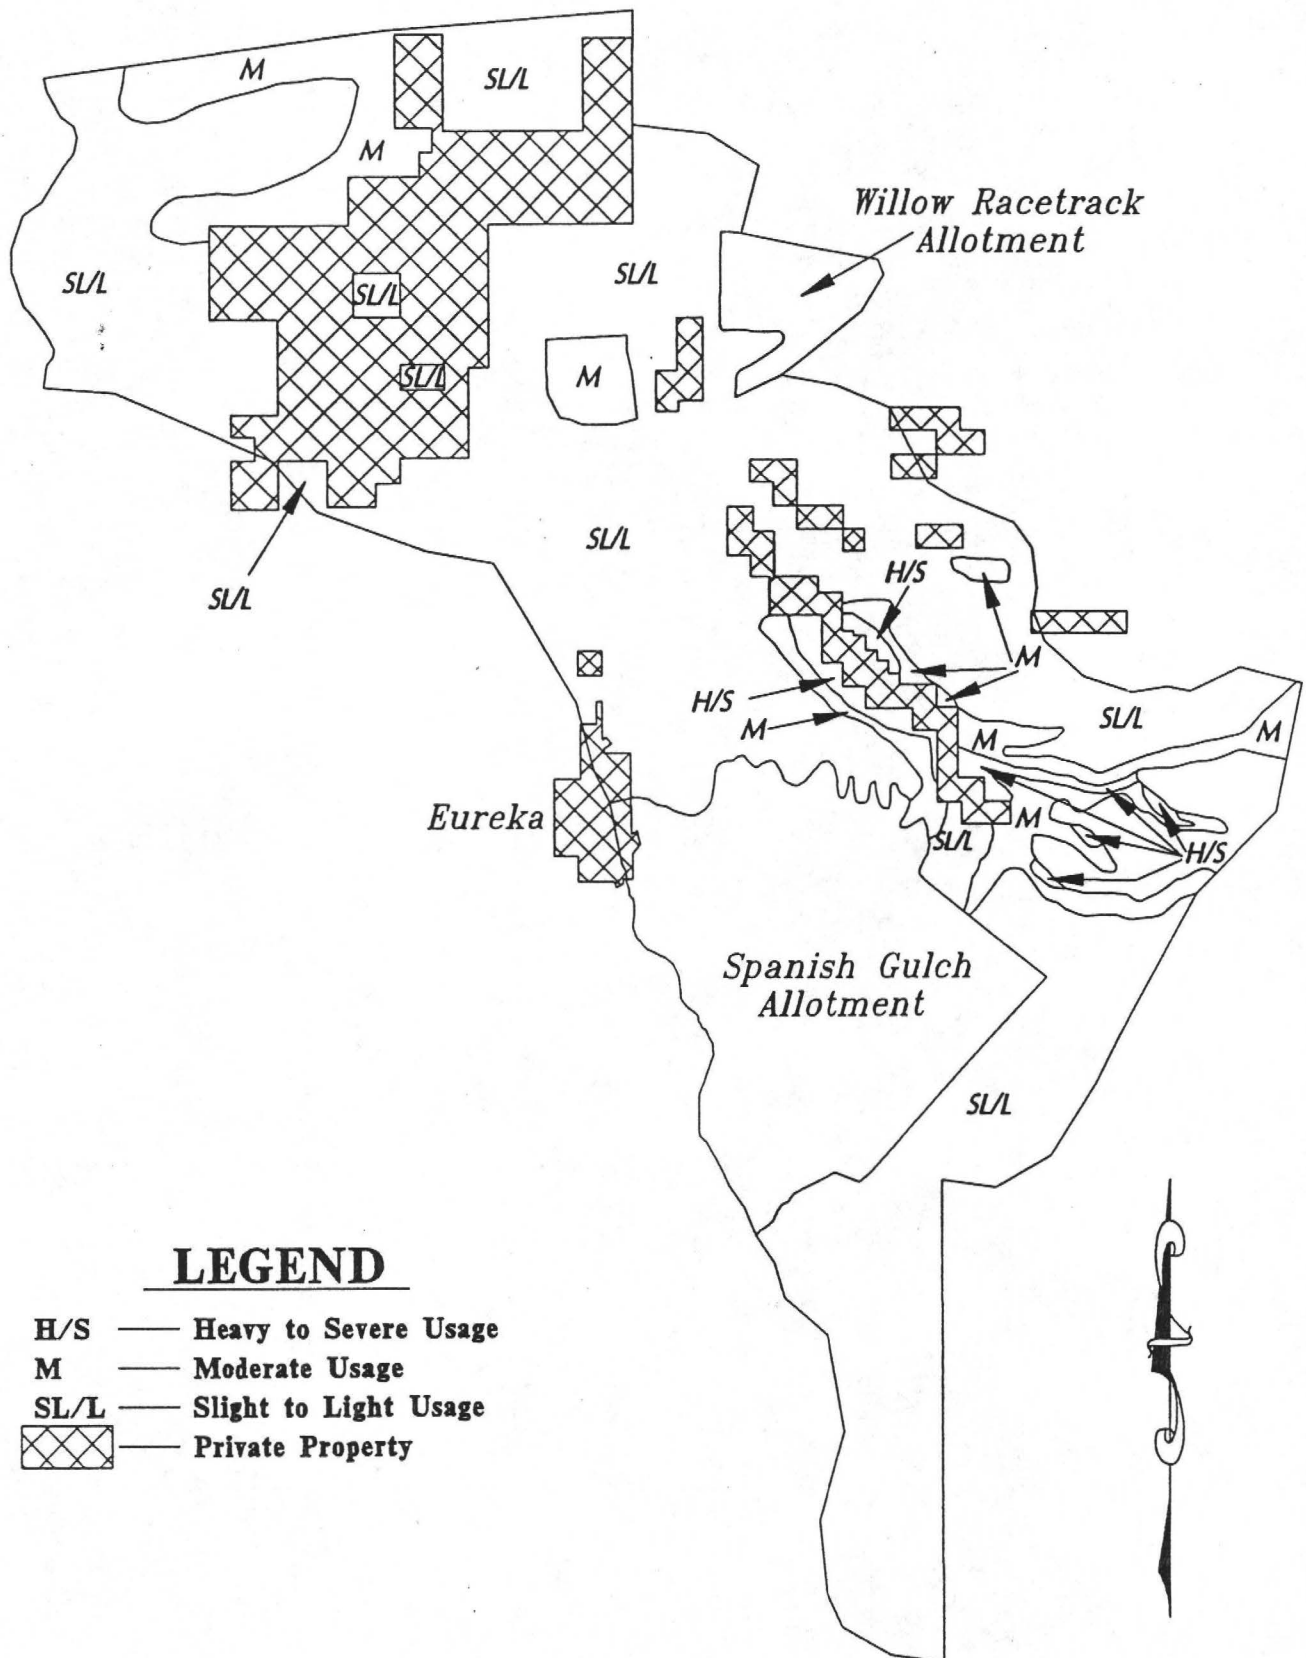 M
SL/L
M
Willow Racetrack
Allotment
SL/L
SL/L
SL/L
SL/L
M
SL/L
H/S
SL/L
M
H/S
M
SL/L
M
M
Eureka
M
SL/L
H/S
Spanish Gulch
Allotment
SL/L
LEGEND
H/S Heavy to Severe Usage
M Moderate Usage
SL/L Slight to Light Usage
Private Property